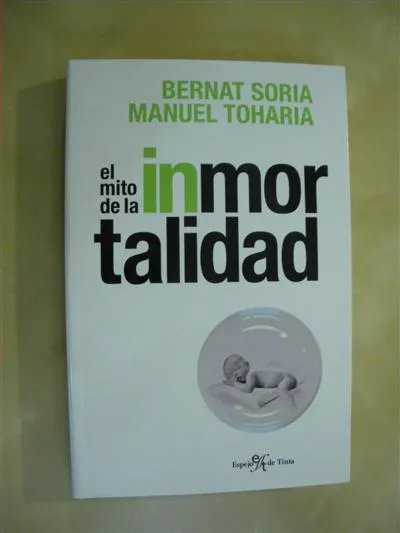 BERNAT SORIA
MANUEL TOHARIA
el
mito
de la
inmor
talidad
Espejo de Tinta